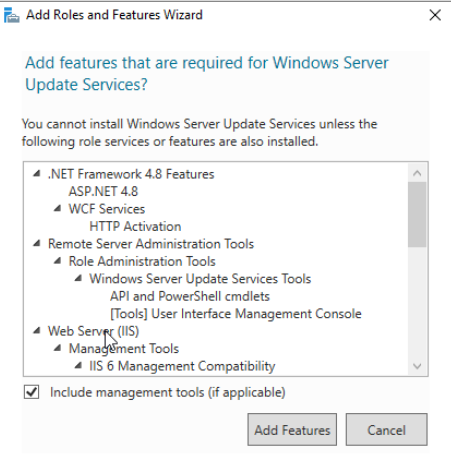 Add Roles and Features Wizard
Add features that are required for Windows Server
Update Services?
You cannot install Windows Server Update Services unless the
following role services or features are also installed.
.NET Framework 4.8 Features
ASP.NET 4.8
WCF Services
HTTP Activation
Remote Server Administration Tools
Role Administration Tools
Windows Server Update Services Tools
API and PowerShell cmdlets
[Tools] User Interface Management Console
Web Server (IIS)
Management Tools
IIS 6 Management Compatibility
Include management tools (if applicable)
Add Features
Cancel